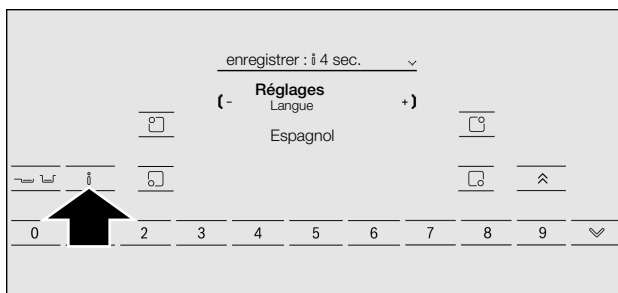 enregistrer : i 4 sec.
Réglages
(- Langue +)
Espagnol
i
0 2 3 4 5 6 7 8 9